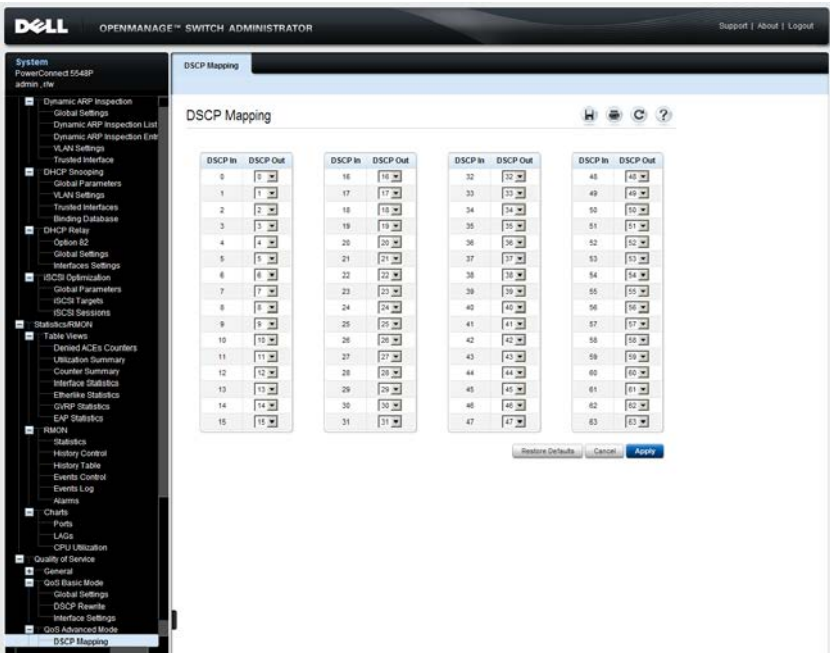 DELL OPENMANAGE™ SWITCH ADMINISTRATOR Support | About | Logout
System
PowerConnect 5548P
admin , r/w
Dynamic ARP Inspection
Global Settings
Dynamic ARP Inspection List
Dynamic ARP Inspection Entr
VLAN Settings
Trusted Interface
DHCP Snooping
Global Parameters
VLAN Settings
Trusted Interfaces
Binding Database
DHCP Relay
Option 82
Global Settings
Interfaces Settings
iSCSI Optimization
Global Parameters
iSCSI Targets
iSCSI Sessions
Statistics/RMON
Table Views
Denied ACEs Counters
Utilization Summary
Counter Summary
Interface Statistics
Etherlike Statistics
GVRP Statistics
EAP Statistics
RMON
Statistics
History Control
History Table
Events Control
Events Log
Alarms
Charts
Ports
LAGs
CPU Utilization
Quality of Service
General
QoS Basic Mode
Global Settings
DSCP Rewrite
Interface Settings
QoS Advanced Mode
DSCP Mapping
DSCP Mapping
DSCP Mapping
DSCP In DSCP Out DSCP In DSCP Out DSCP In DSCP Out DSCP In DSCP Out
0 0 16 16 32 32 48 48
1 1 17 17 33 33 49 49
2 2 18 18 34 34 50 50
3 3 19 19 35 35 51 51
4 4 20 20 36 36 52 52
5 5 21 21 37 37 53 53
6 6 22 22 38 38 54 54
7 7 23 23 39 39 55 55
8 8 24 24 40 40 56 56
9 9 25 25 41 41 57 57
10 10 26 26 42 42 58 58
11 11 27 27 43 43 59 59
12 12 28 28 44 44 60 60
13 13 29 29 45 45 61 61
14 14 30 30 46 46 62 62
15 15 31 31 47 47 63 63
Restore Defaults Cancel Apply